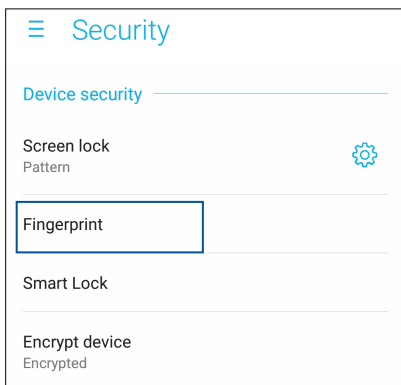 Security
Device security
Screen lock
Pattern
Fingerprint
Smart Lock
Encrypt device
Encrypted